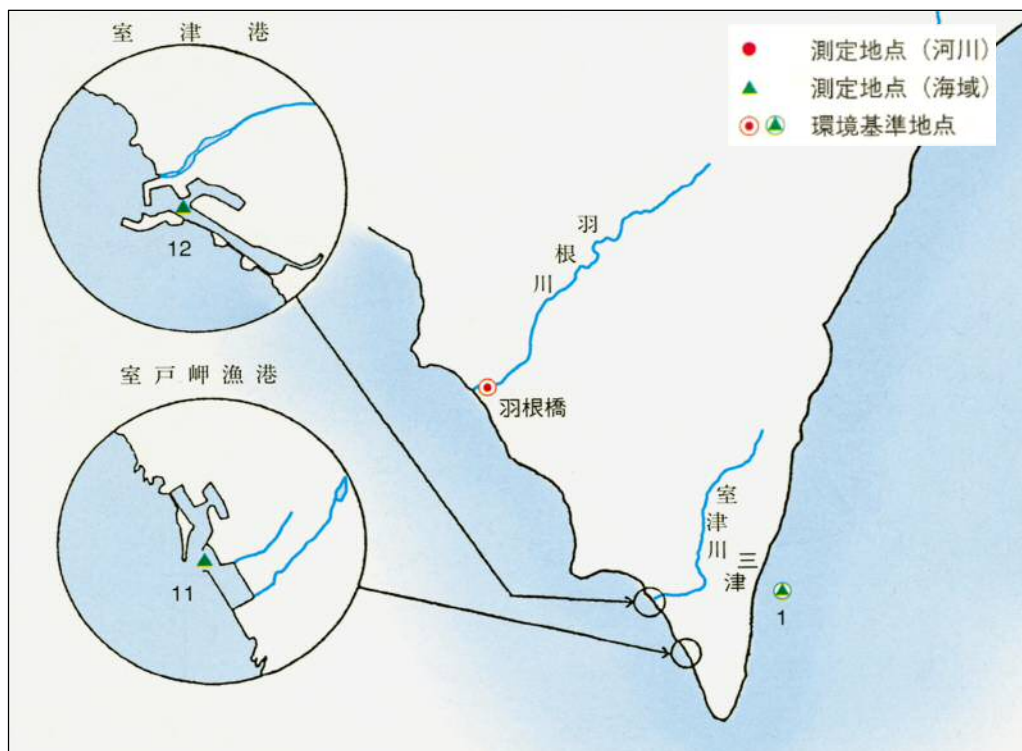 室津港
測定地点（河川）
測定地点（海域）
環境基準地点
12
羽根川
羽根橋
室戸岬漁港
11
室津川
三津
1